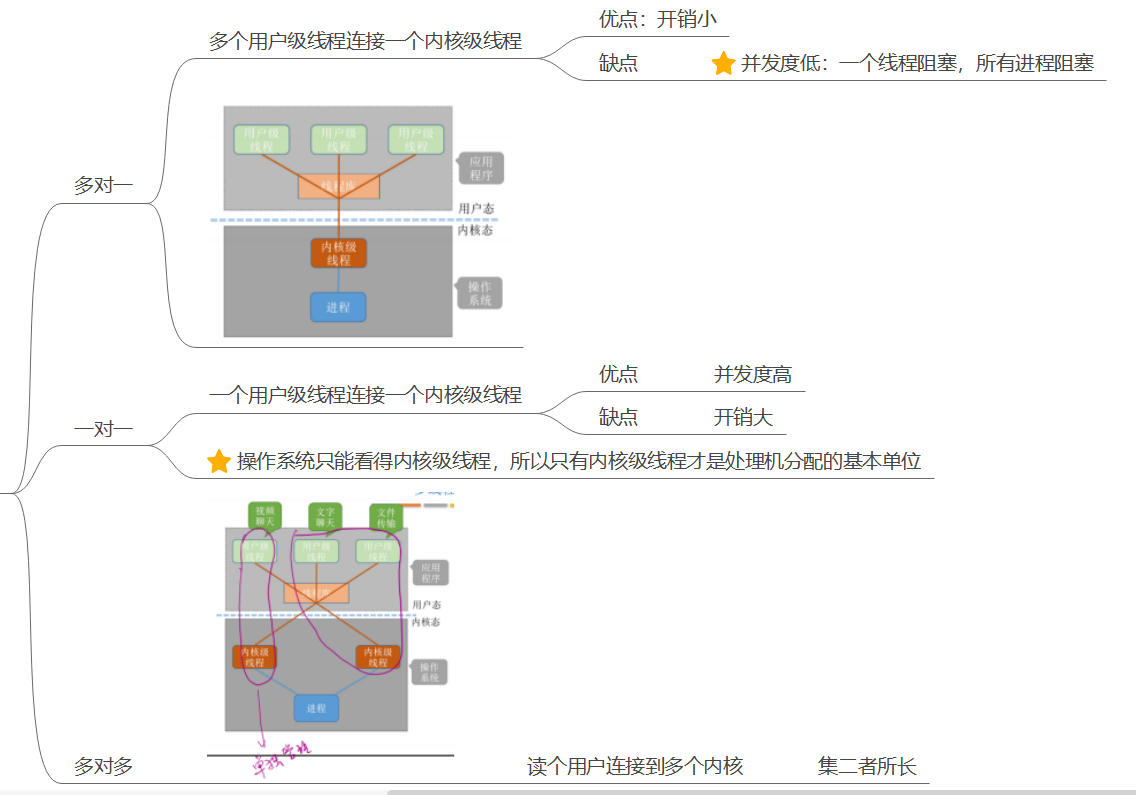 优点：开销小
多个用户级线程连接一个内核级线程
缺点
并发度低：一个线程阻塞，所有进程阻塞
用户级
线程
用户级
线程
用户级
线程
应用
程序
线程库
用户态
多对一
内核态
内核级
线程
操作
系统
进程
优点
并发度高
一个用户级线程连接一个内核级线程
缺点
开销大
一对一
操作系统只能看得内核级线程，所以只有内核级线程才是处理机分配的基本单位
视频
聊天
文字
聊天
文件
传输
用户级
线程
用户级
线程
用户级
线程
应用
程序
用户态
内核态
内核级
线程
内核级
线程
操作
系统
进程
多对多
读个用户连接到多个内核
集二者所长